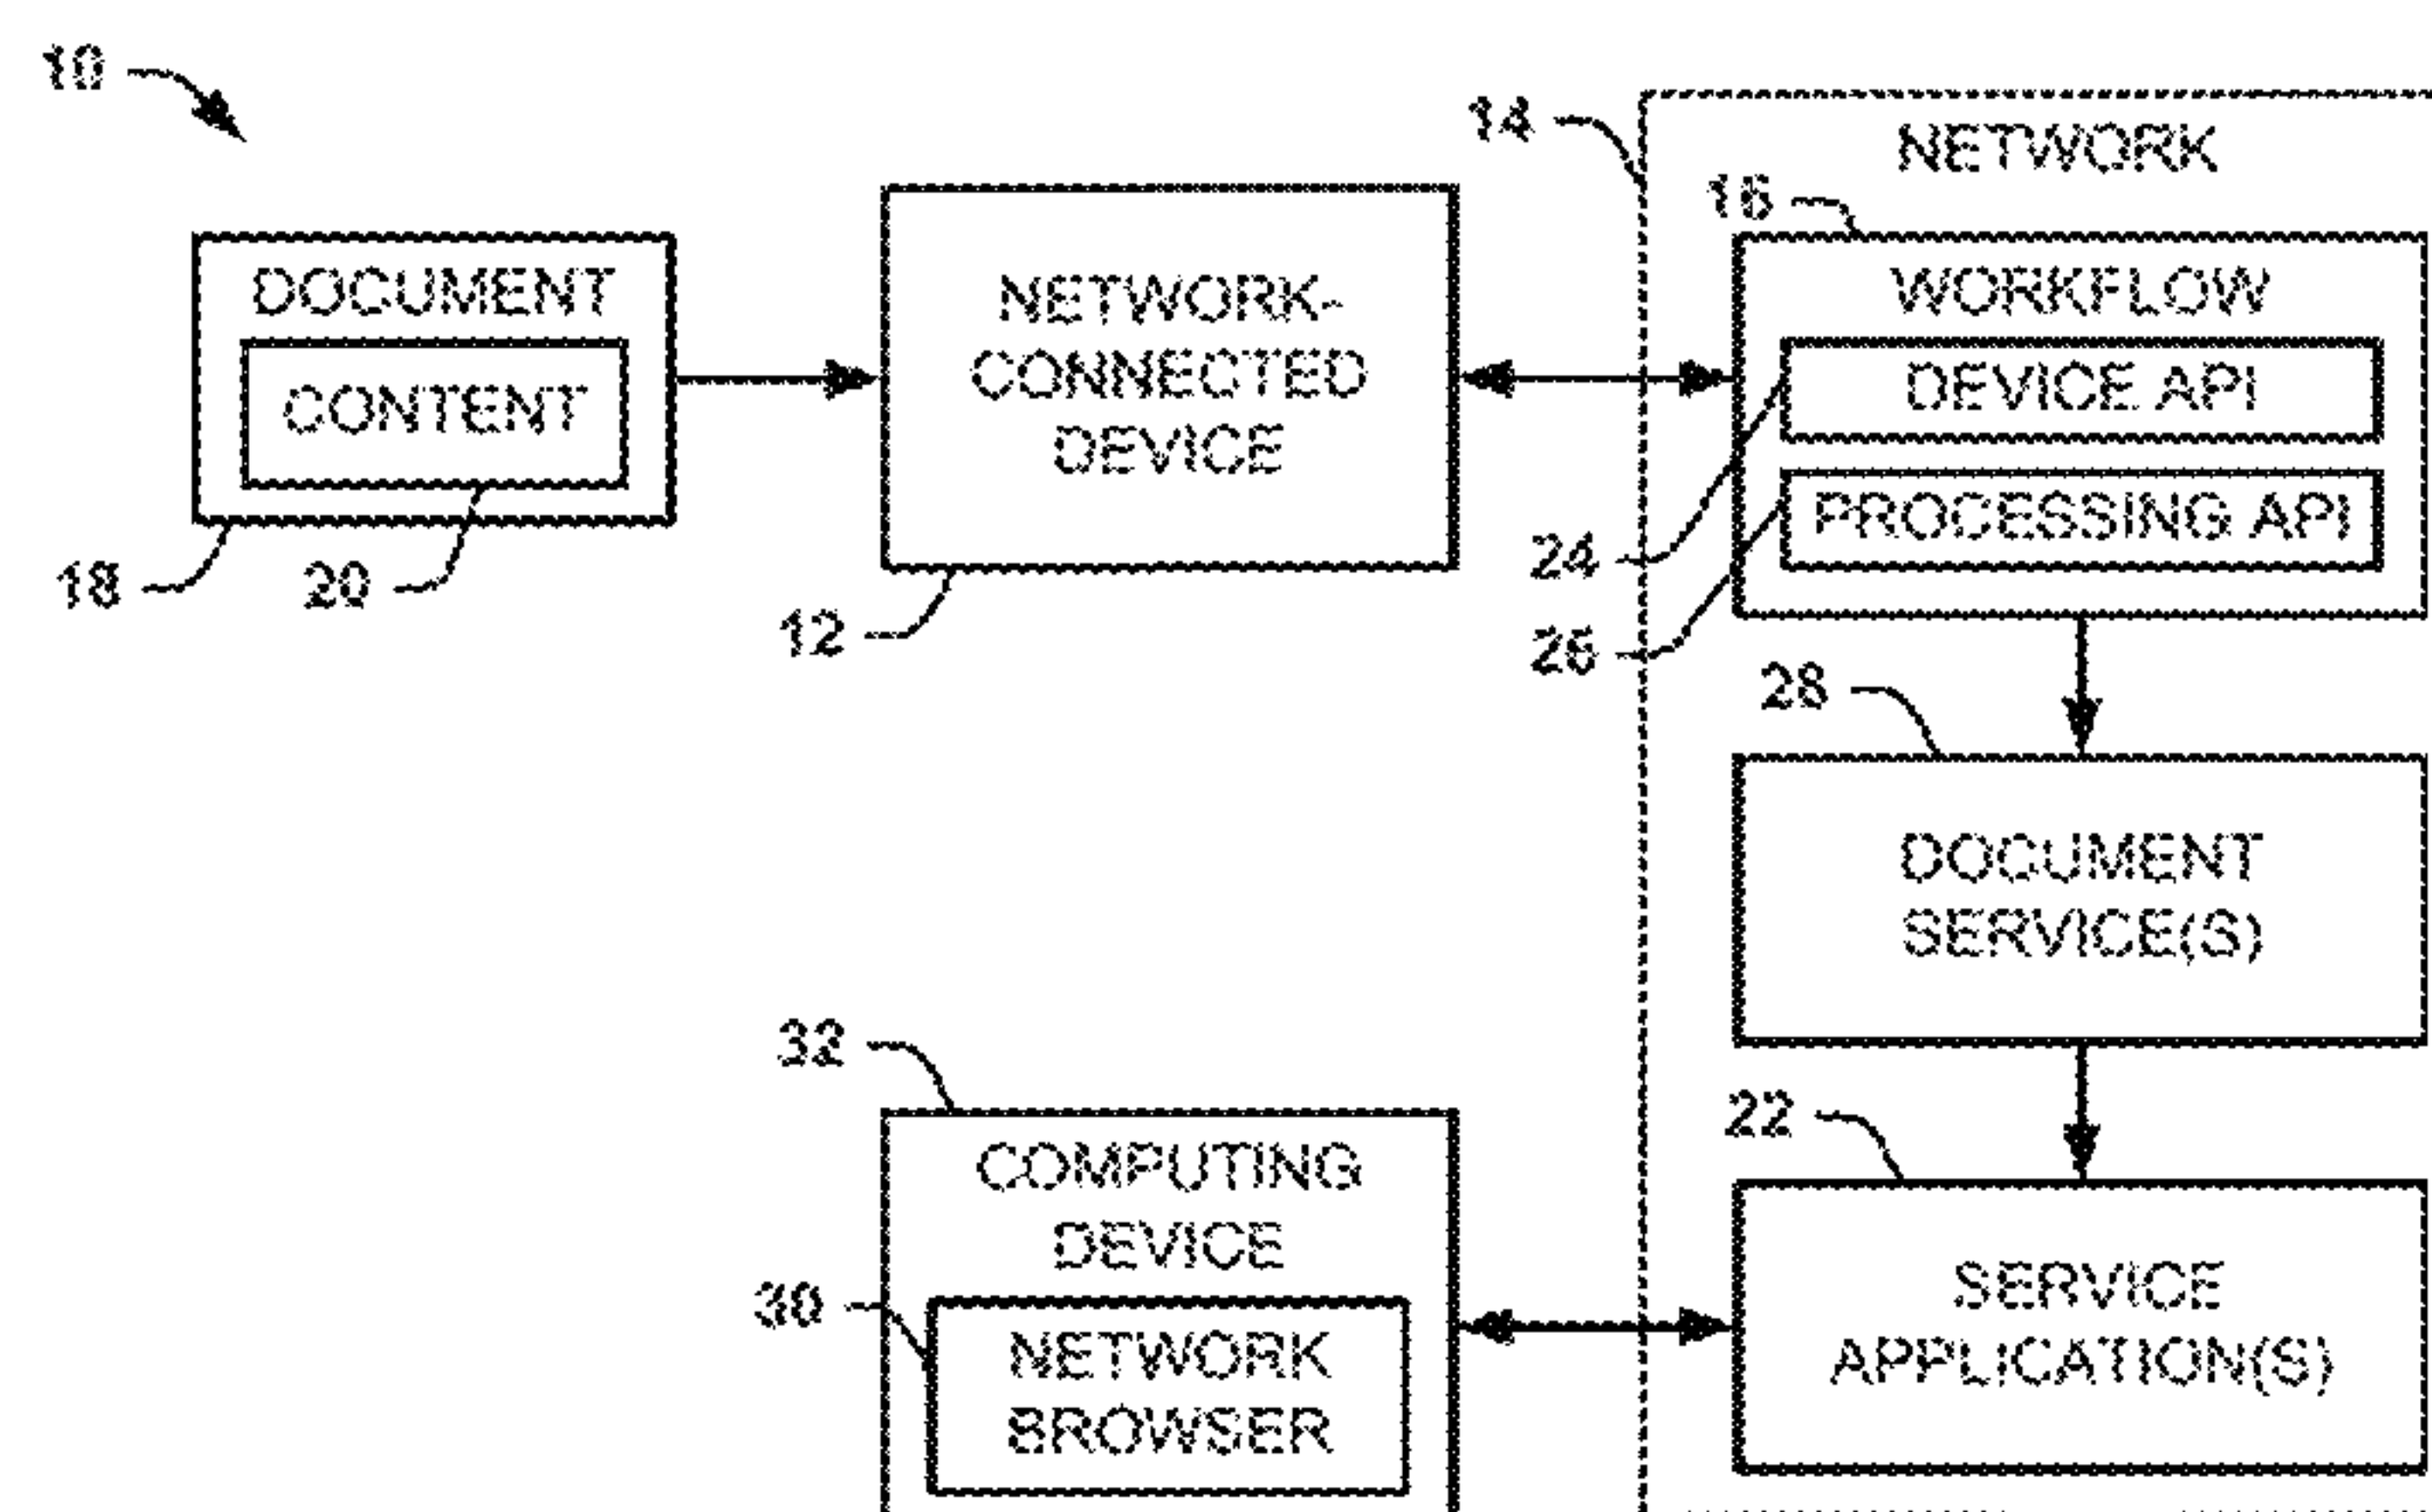 10
14
NETWORK
16
DOCUMENT
CONTENT
18
20
NETWORK-
CONNECTED
DEVICE
12
WORKFLOW
DEVICE API
PROCESSING API
24
26
28
DOCUMENT
SERVICE(S)
32
COMPUTING
DEVICE
30
NETWORK
BROWSER
22
SERVICE
APPLICATION(S)